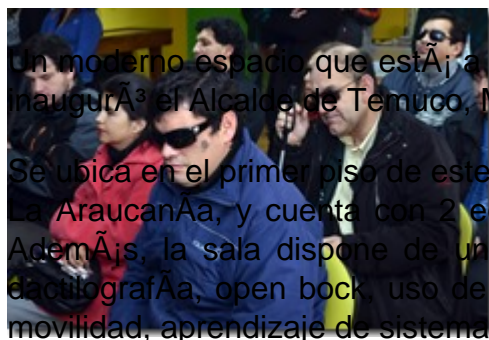 Un moderno espacio que estÃ¡ a
inaugurÃ³ el Alcalde de Temuco, M
Se ubica en el primer piso de este
La AraucanÃ­a, y cuenta con 2 e
AdemÃ¡s, la sala dispone de un
dactilografÃ­a, open bock, uso de
movilidad, aprendizaje de sistema